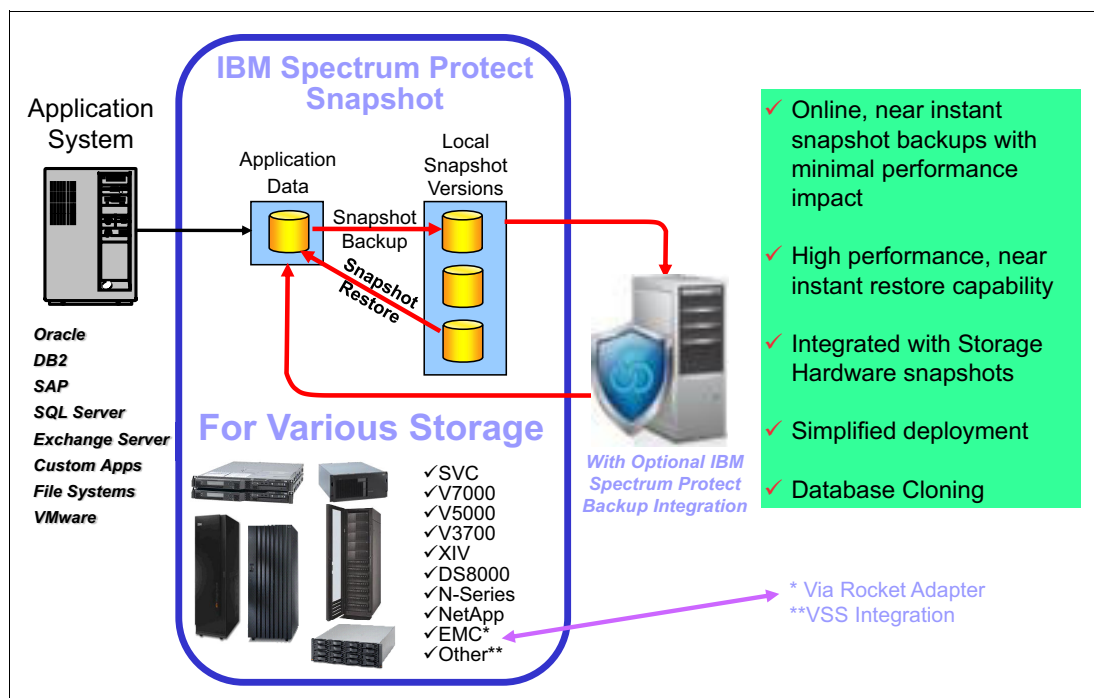 IBM Spectrum Protect
Snapshot
Application
System
Oracle
DB2
SAP
SQL Server
Exchange Server
Custom Apps
File Systems
VMware
Application
Data
Local
Snapshot
Versions
Snapshot
Backup
Snapshot
Restore
For Various Storage
✓SVC
✓V7000
✓V5000
✓V3700
✓XIV
✓DS8000
✓N-Series
✓NetApp
✓EMC*
✓Other**
With Optional IBM
Spectrum Protect
Backup Integration
✓ Online, near instant
snapshot backups with
minimal performance
impact
✓ High performance, near
instant restore capability
✓ Integrated with Storage
Hardware snapshots
✓ Simplified deployment
✓ Database Cloning
* Via Rocket Adapter
**VSS Integration